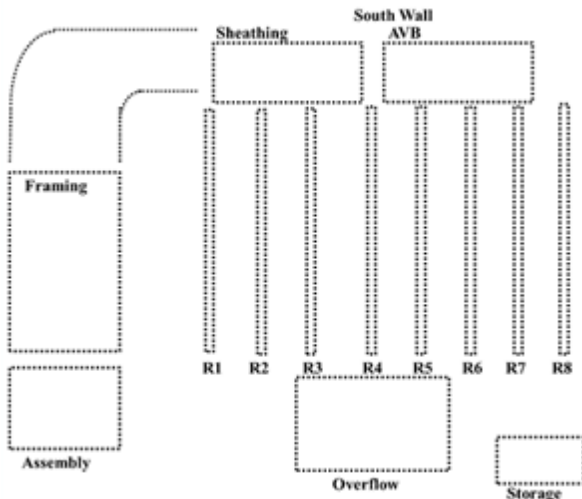 South Wall
Sheathing
AVB
Framing
R1 R2 R3 R4 R5 R6 R7 R8
Assembly
Overflow
Storage